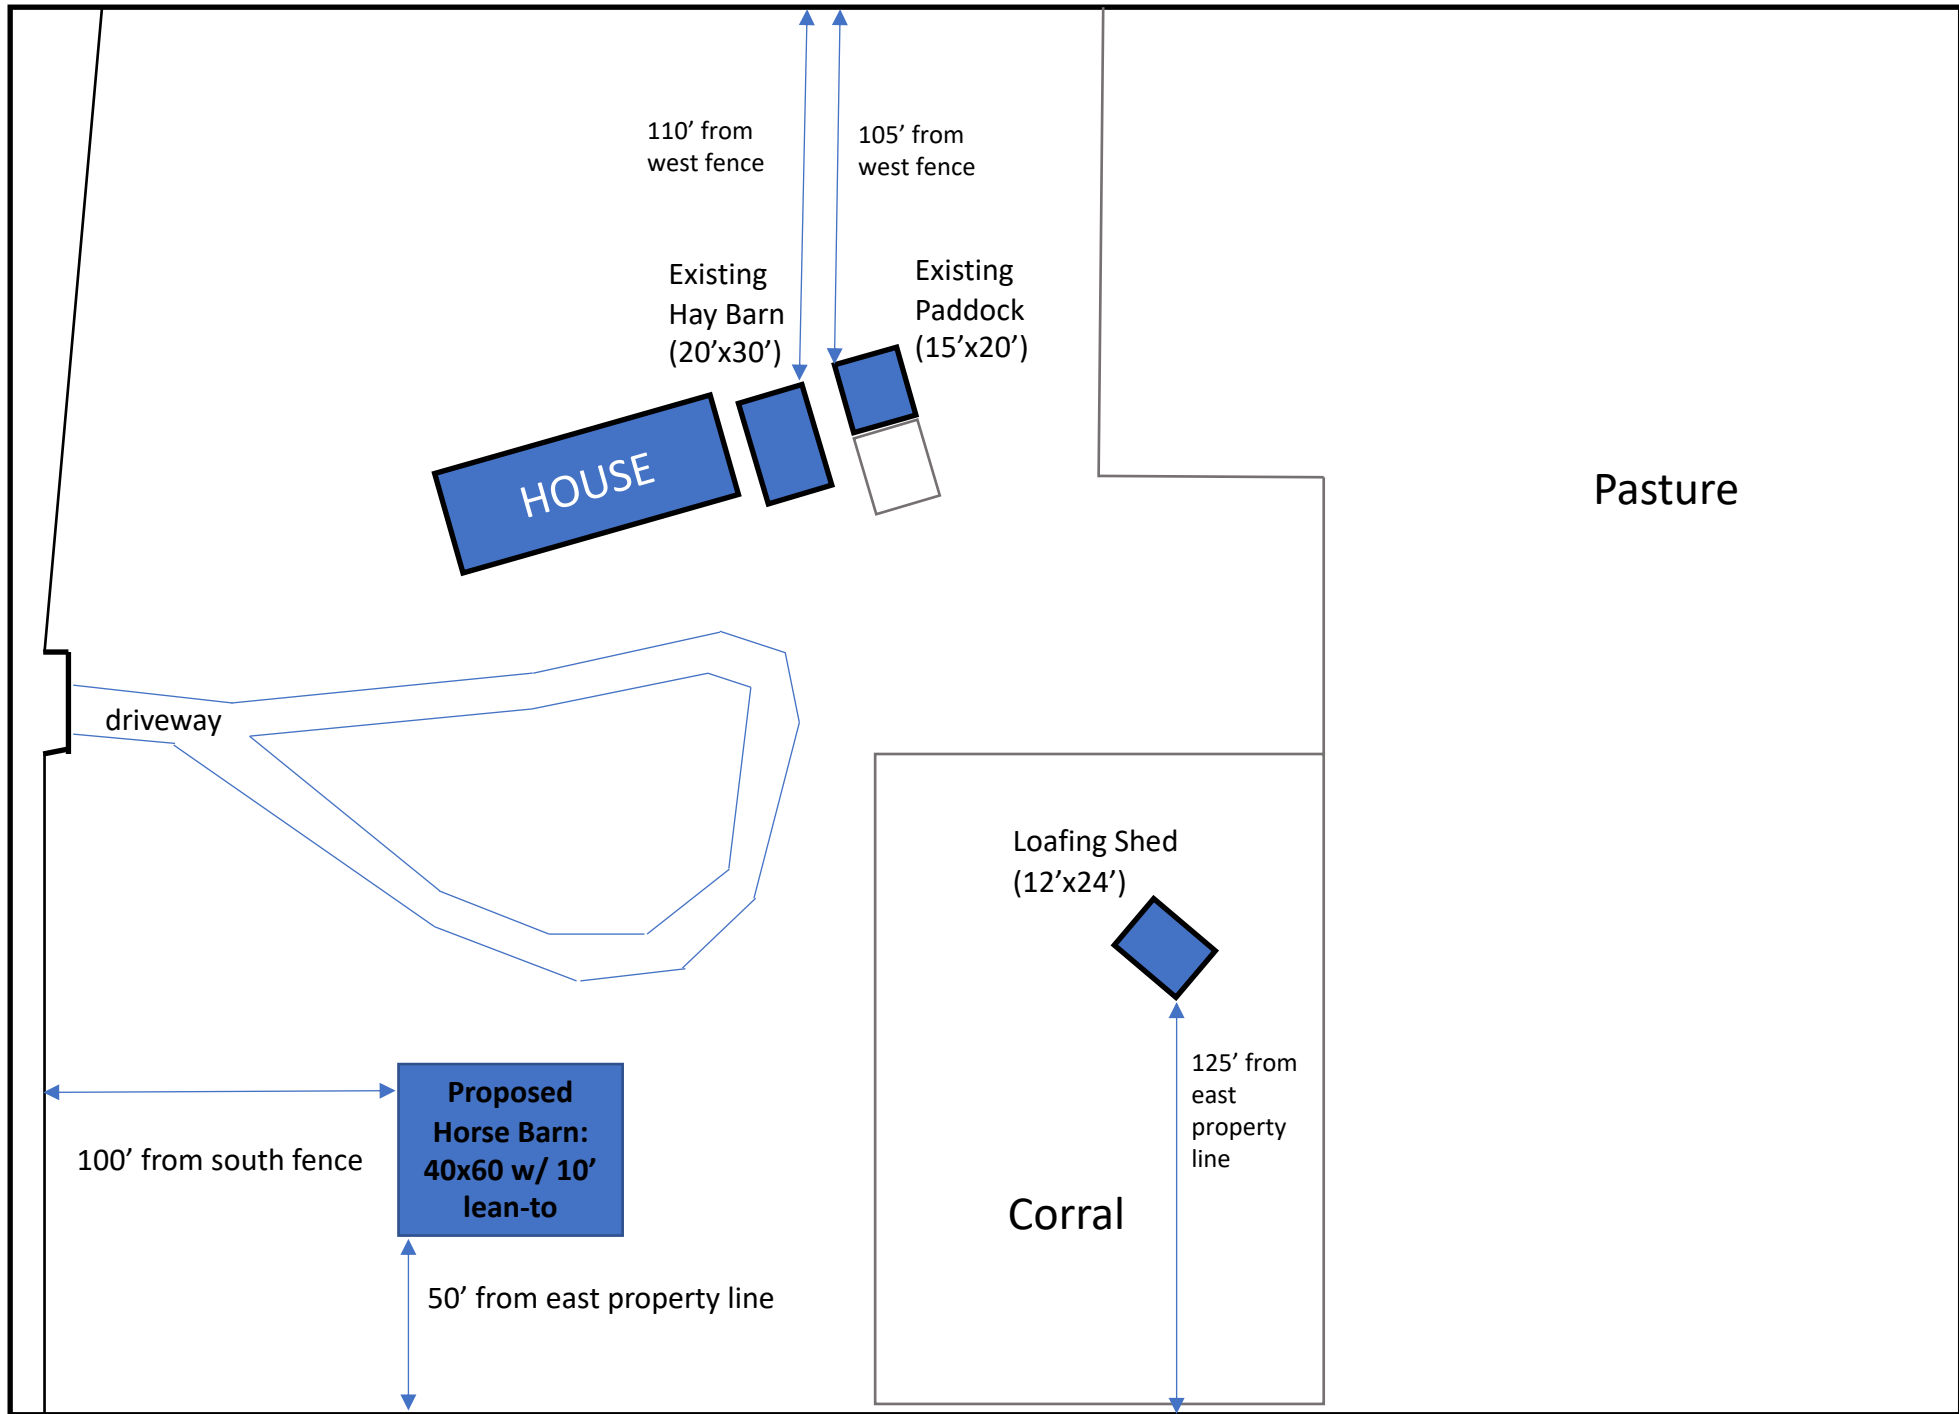 110’ from
west fence
105’ from
west fence
Existing
Hay Barn
(20’x30’)
Existing
Paddock
(15’x20’)
HOUSE
Pasture
driveway
Loafing Shed
(12’x24’)
Proposed
Horse Barn:
40x60 w/ 10’
lean-to
100’ from south fence
125’ from
east
property
line
Corral
50’ from east property line